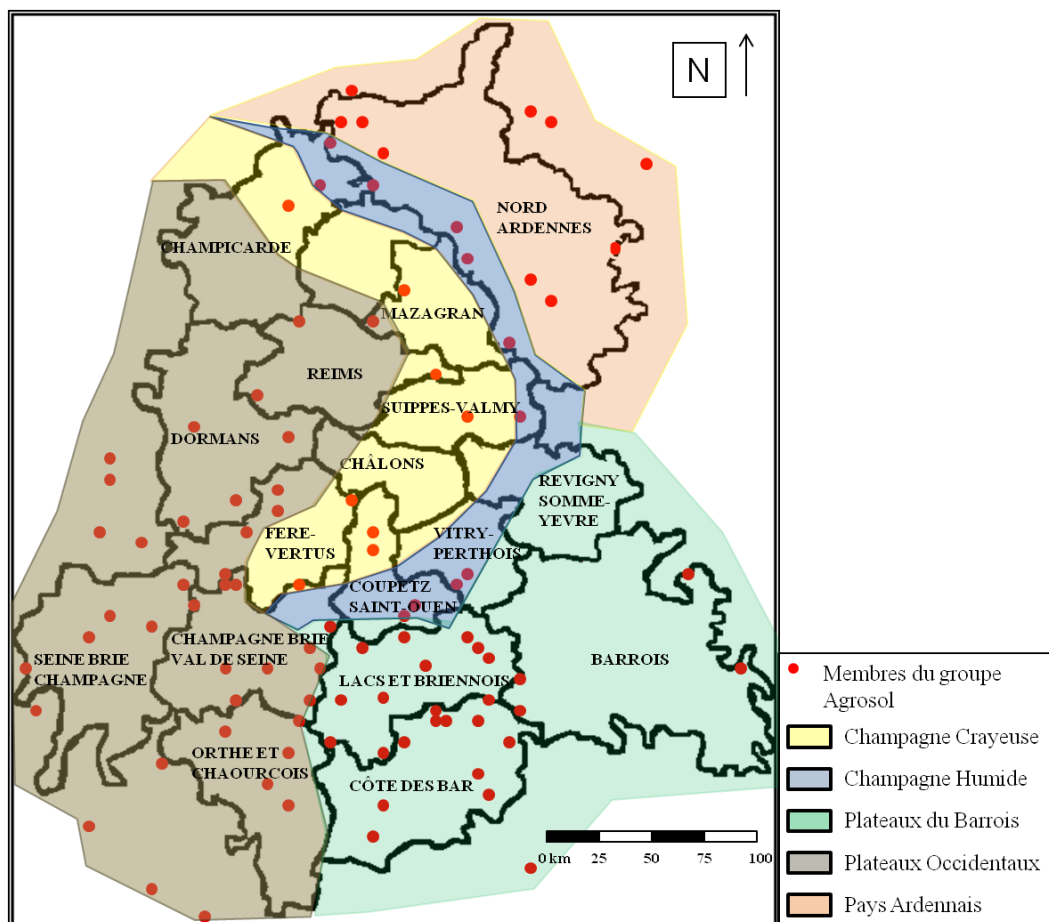 N
NORD
ARDENNES
CHAMPICARDE
MAZAGRAN
REIMS
SUIPPES-VALMY
DORMANS
CHÂLONS
REVIGNY
SOMME-
YEVRE
FERE-
VERTUS
VITRY-
PERTHOIS
COUPETZ
SAINT-OUEN
CHAMPAGNE BRIE
VAL DE SEINE
SEINE BRIE
CHAMPAGNE
BARROIS
LACS ET BRIENNOIS
ORTHE ET
CHAOURCOIS
CÔTE DES BAR
0 km 25 50 75 100
Membres du groupe
Agrosol
Champagne Crayeuse
Champagne Humide
Plateaux du Barrois
Plateaux Occidentaux
Pays Ardennais